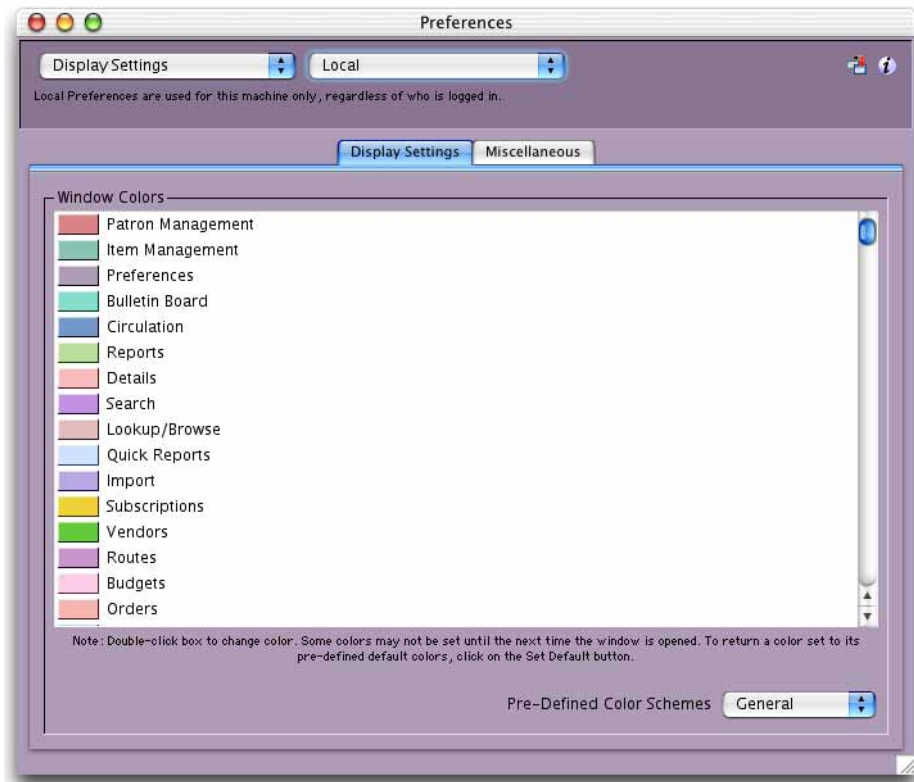 Preferences
Display Settings
Local
Local Preferences are used for this machine only, regardless of who is logged in.
Display Settings
Miscellaneous
Window Colors
Patron Management
Item Management
Preferences
Bulletin Board
Circulation
Reports
Details
Search
Lookup/Browse
Quick Reports
Import
Subscriptions
Vendors
Routes
Budgets
Orders
Note: Double-click box to change color. Some colors may not be set until the next time the window is opened. To return a color set to its
pre-defined default colors, click on the Set Default button.
Pre-Defined Color Schemes
General